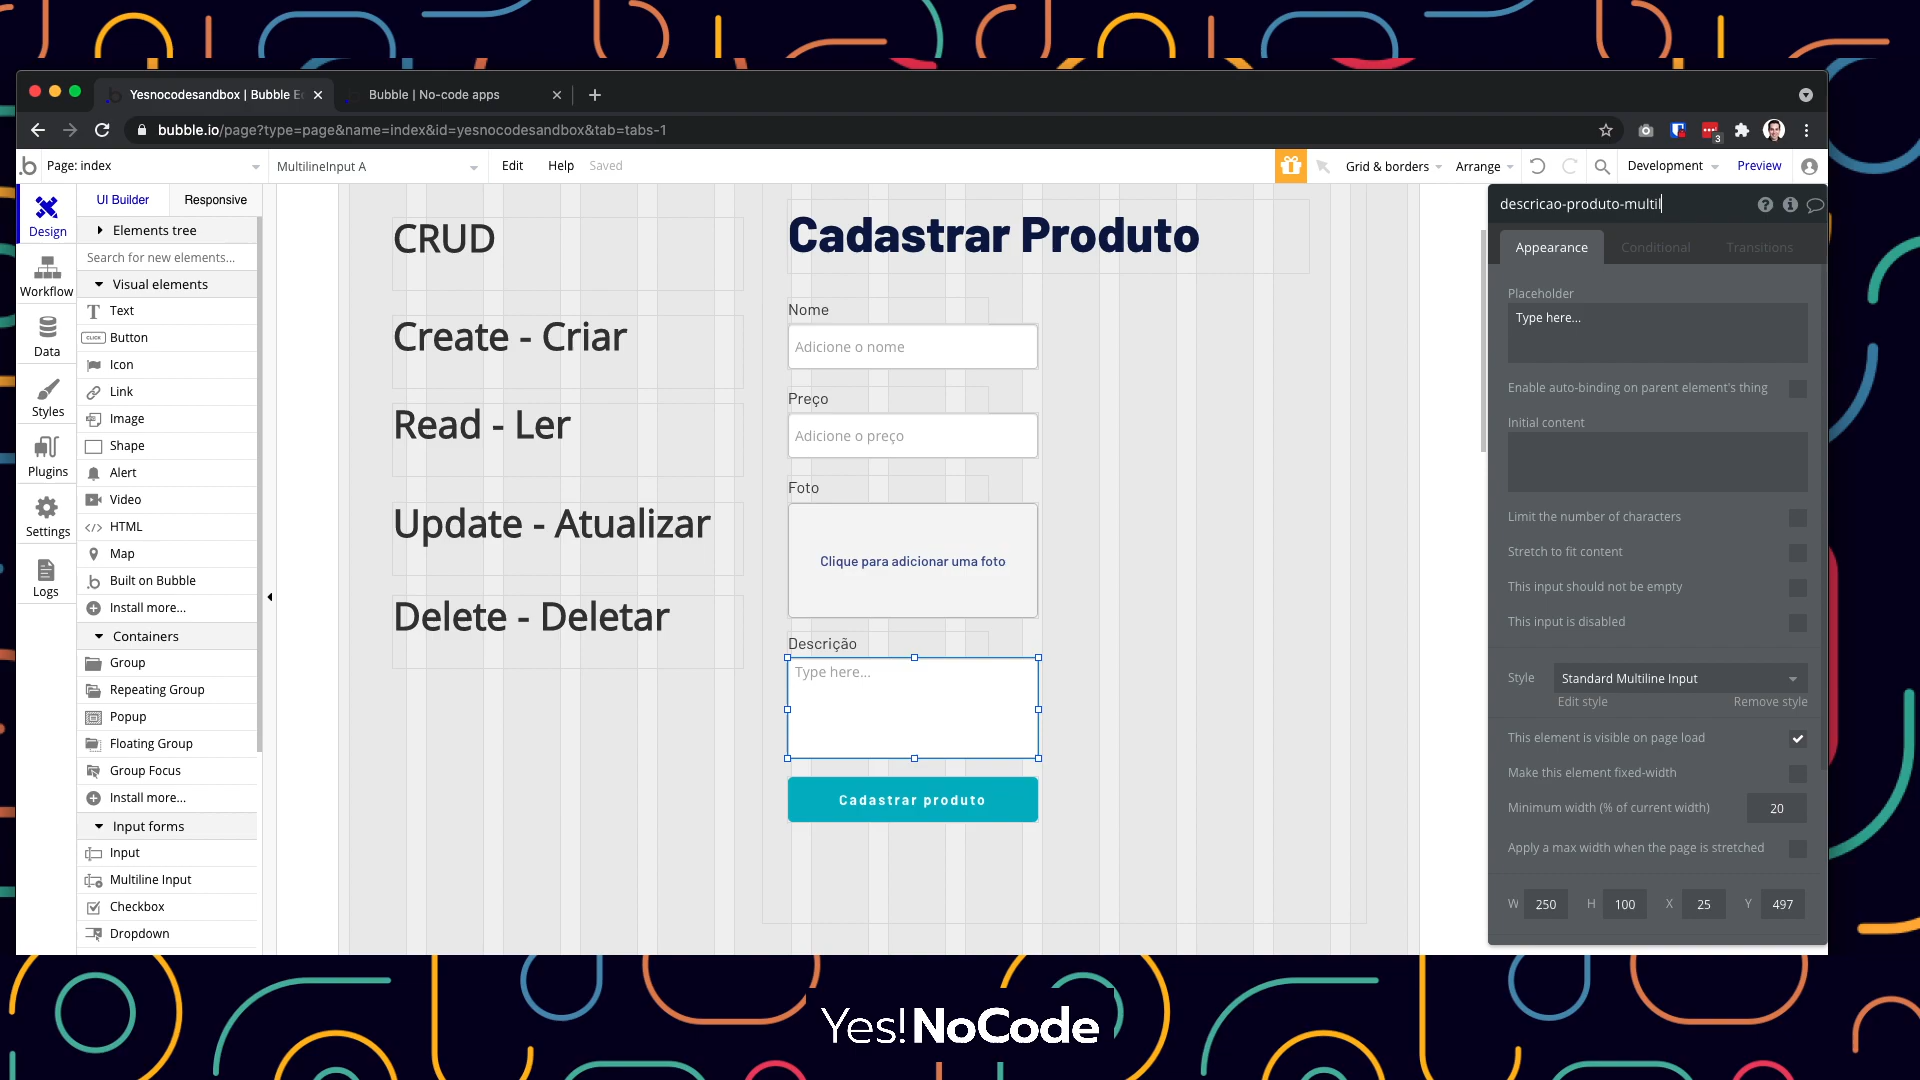 Yesnocodesandbox | Bubble E
Bubble | No-code apps
bubble.io/page?type=page&name=index&id=yesnocodesandbox&tab=tabs-1
3
Page: index
MultilineInput A
Edit
Help
Saved
Grid & borders
Arrange
Development
Preview
Design
Workflow
Data
Styles
Plugins
Settings
Logs
UI Builder
Responsive
Elements tree
Search for new elements...
Visual elements
Text
CLICK
Button
Icon
Link
Image
Shape
Alert
Video
HTML
Map
Built on Bubble
Install more...
Containers
Group
Repeating Group
Popup
Floating Group
Group Focus
Install more...
Input forms
Input
Multiline Input
Checkbox
Dropdown
CRUD
Create - Criar
Read - Ler
Update - Atualizar
Delete - Deletar
Cadastrar Produto
Nome
Adicione o nome
Preço
Adicione o preço
Foto
Clique para adicionar uma foto
Descrição
Type here...
Cadastrar produto
descricao-produto-multil
Appearance
Conditional
Transitions
Placeholder
Type here...
Enable auto-binding on parent element's thing
Initial content
Limit the number of characters
Stretch to fit content
This input should not be empty
This input is disabled
Style
Standard Multiline Input
Edit style
Remove style
This element is visible on page load
Make this element fixed-width
Minimum width (% of current width)
20
Apply a max width when the page is stretched
W 250 H 100 X 25 Y 497
Yes!NoCode